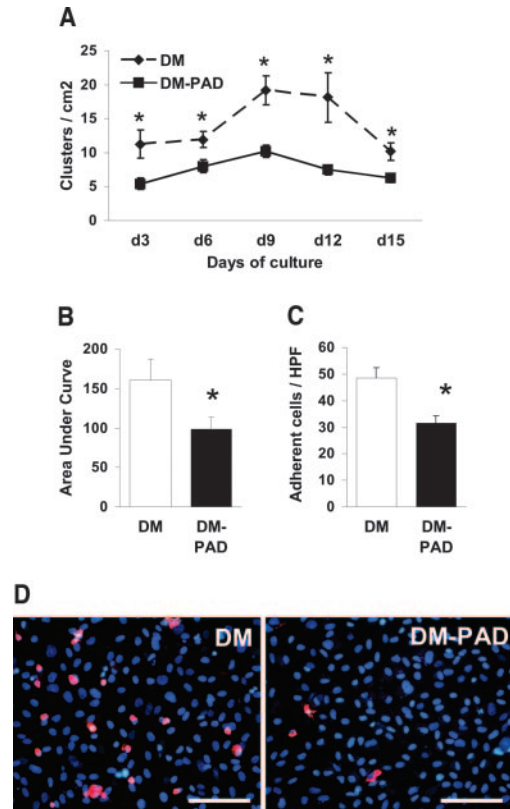 A
DM
DM-PAD
Clusters / cm2
25
20
15
10
5
0
* * * * *
d3 d6 d9 d12 d15
Days of culture
B
Area Under Curve
200
150
100
50
0
*
DM DM-
PAD
C
Adherent cells / HPF
60
50
40
30
20
10
0
*
DM DM-
PAD
D
DM DM-PAD